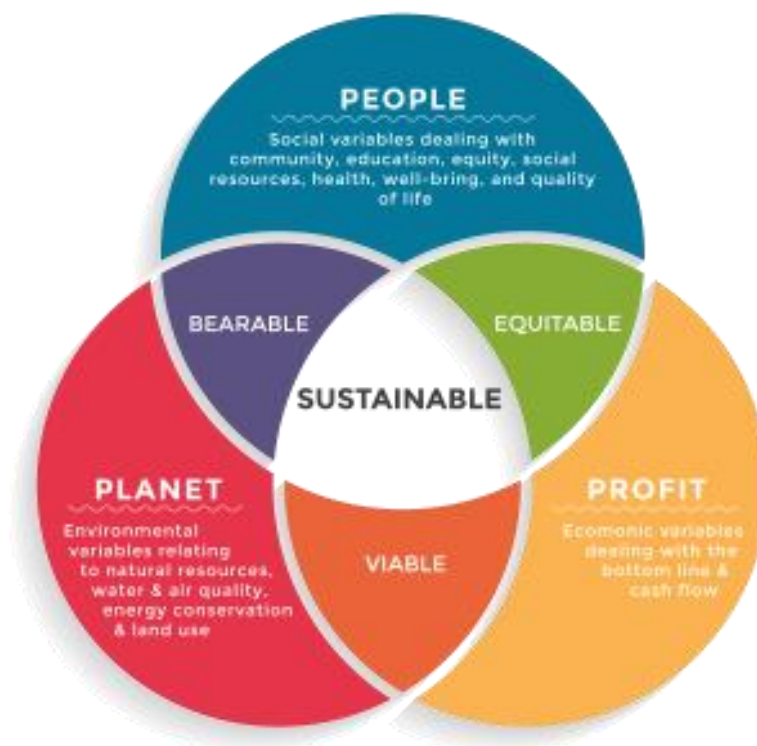 PEOPLE
Social variables dealing with
community, education, equity, social
resources, health, well-bring, and quality
of life
BEARABLE
EQUITABLE
SUSTAINABLE
PLANET
Environmental
variables relating
to natural resources,
water & air quality,
energy conservation
& land use
PROFIT
Ecomonic variables
dealing with the
bottom line &
cash flow
VIABLE